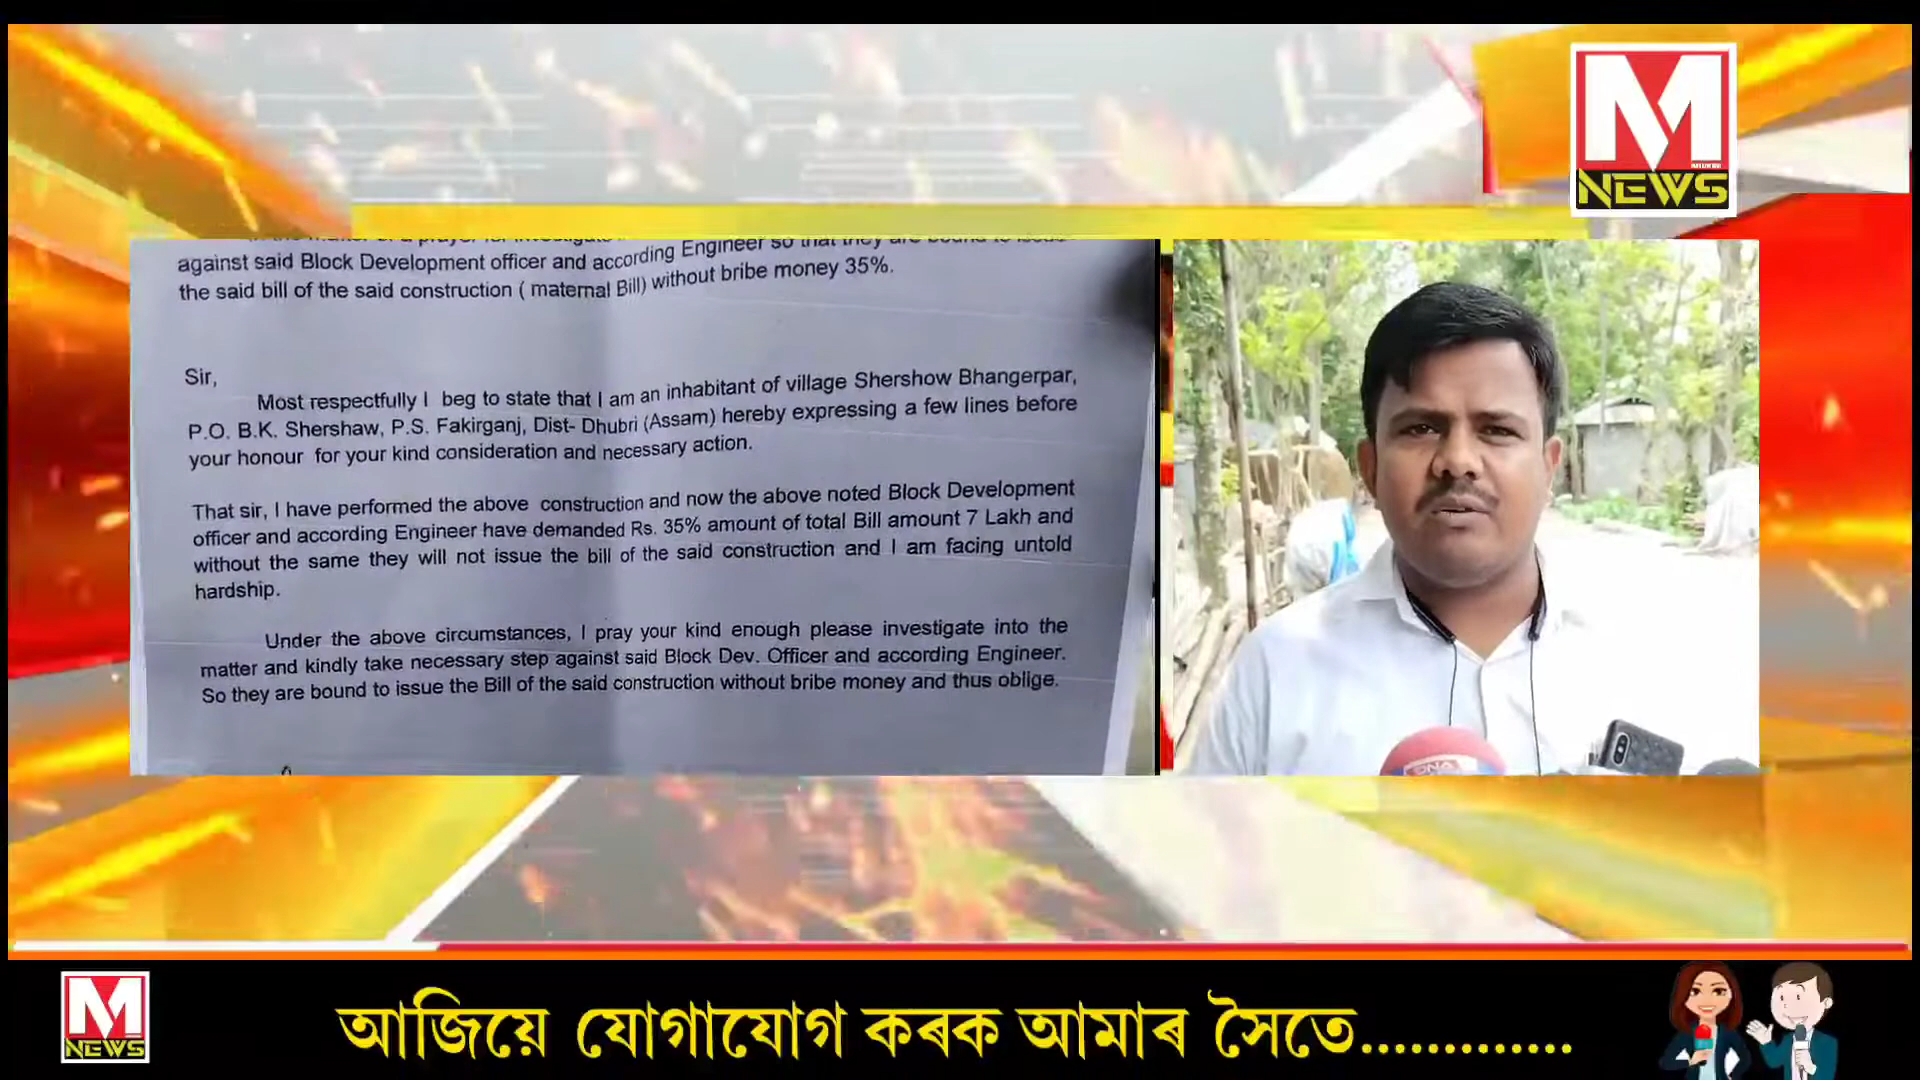 M
NEWS
against said Block Development officer and according Engineer so that they are bound to issue
the said bill of the said construction ( maternal Bill) without bribe money 35%.
Sir,
Most respectfully I beg to state that I am an inhabitant of village Shershow Bhangerpar,
P.O. B.K. Shershaw, P.S. Fakirganj, Dist- Dhubri (Assam) hereby expressing a few lines before
your honour for your kind consideration and necessary action.
That sir, I have performed the above construction and now the above noted Block Development
officer and according Engineer have demanded Rs. 35% amount of total Bill amount 7 Lakh and
without the same they will not issue the bill of the said construction and I am facing untold
hardship.
Under the above circumstances, I pray your kind enough please investigate into the
matter and kindly take necessary step against said Block Dev. Officer and according Engineer.
So they are bound to issue the Bill of the said construction without bribe money and thus oblige.
DNA
M
NEWS
আজিয়ে যোগাযোগ কৰক আমাৰ সৈতে.............